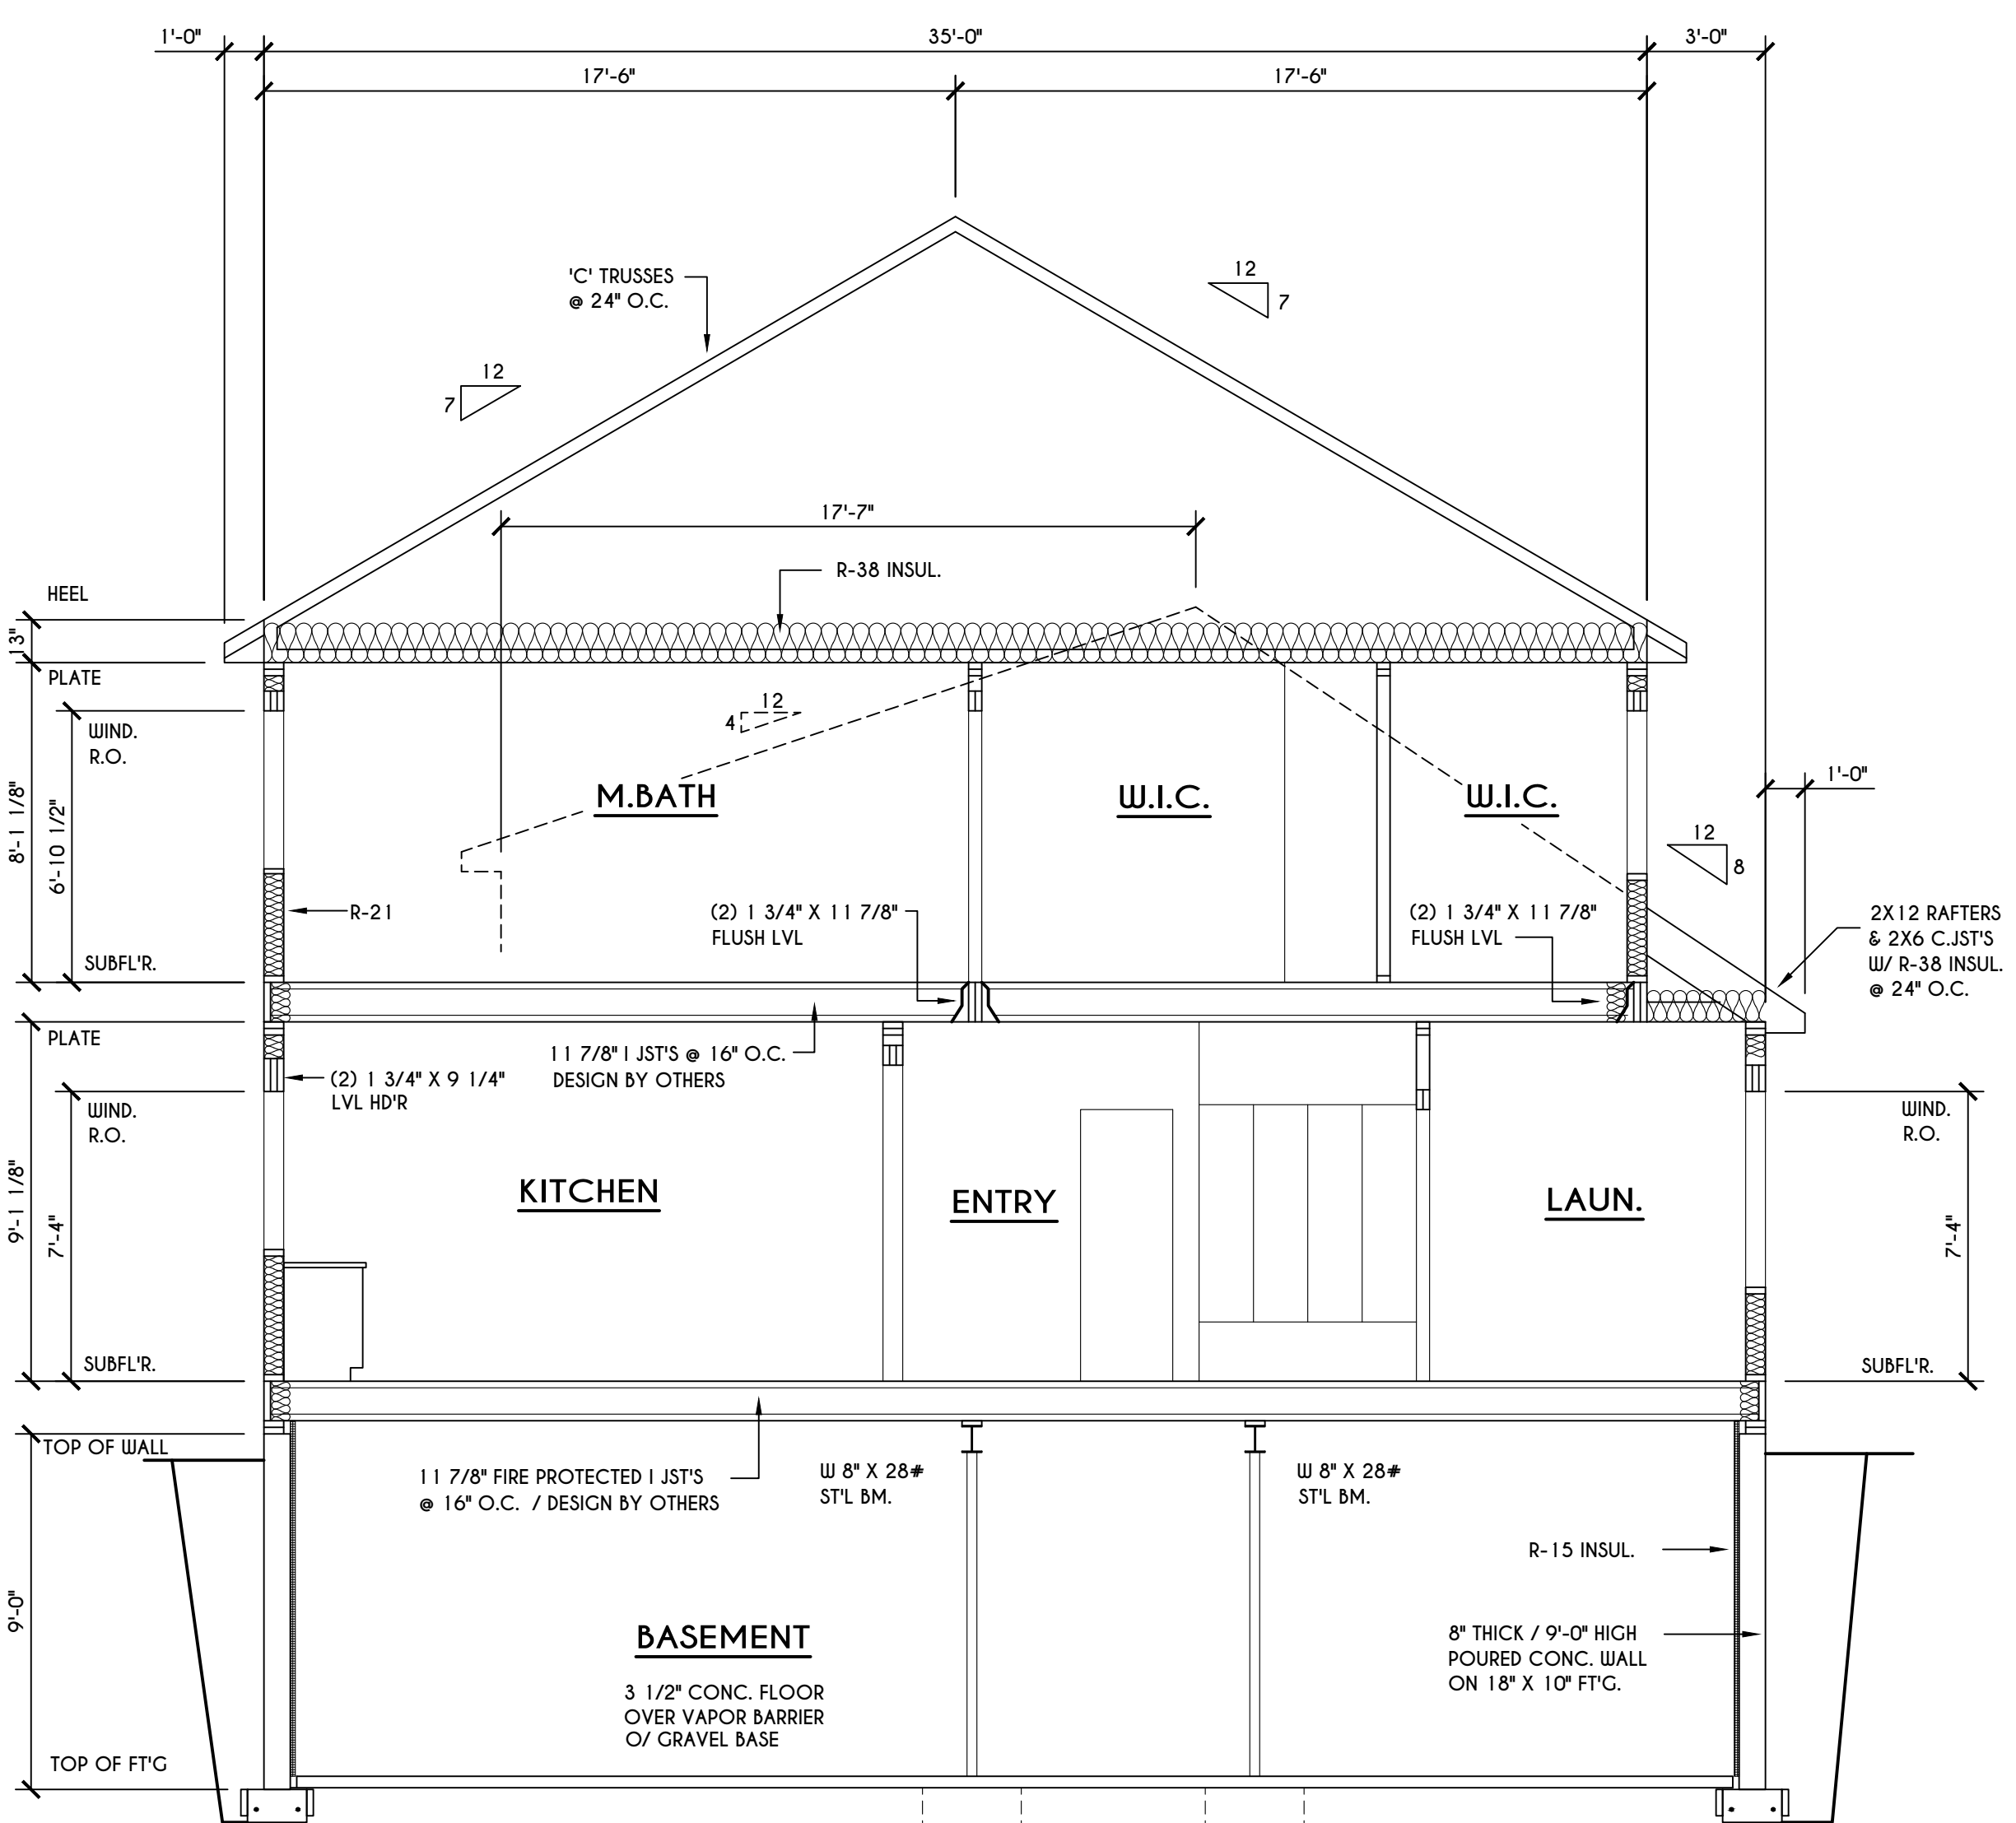 1'-0"
35'-0"
3'-0"
17'-6"
17'-6"
'C' TRUSSES
@ 24" O.C.
12
7
12
7
17'-7"
R-38 INSUL.
HEEL
13"
PLATE
WIND.
R.O.
8'-1 1/8"
6'-10 1/2"
12
4
M.BATH
W.I.C.
W.I.C.
1'-0"
12
8
R-21
(2) 1 3/4" X 11 7/8"
FLUSH LVL
(2) 1 3/4" X 11 7/8"
FLUSH LVL
2X12 RAFTERS
& 2X6 C.JST'S
W/ R-38 INSUL.
@ 24" O.C.
SUBFL'R.
PLATE
11 7/8" I JST'S @ 16" O.C.
DESIGN BY OTHERS
(2) 1 3/4" X 9 1/4"
LVL HD'R
WIND.
R.O.
WIND.
R.O.
9'-1 1/8"
7'-4"
KITCHEN
ENTRY
LAUN.
7'-4"
SUBFL'R.
SUBFL'R.
TOP OF WALL
11 7/8" FIRE PROTECTED I JST'S
@ 16" O.C. / DESIGN BY OTHERS
W 8" X 28#
ST'L BM.
W 8" X 28#
ST'L BM.
R-15 INSUL.
9'-0"
BASEMENT
3 1/2" CONC. FLOOR
OVER VAPOR BARRIER
O/ GRAVEL BASE
8" THICK / 9'-0" HIGH
POURED CONC. WALL
ON 18" X 10" FT'G.
TOP OF FT'G